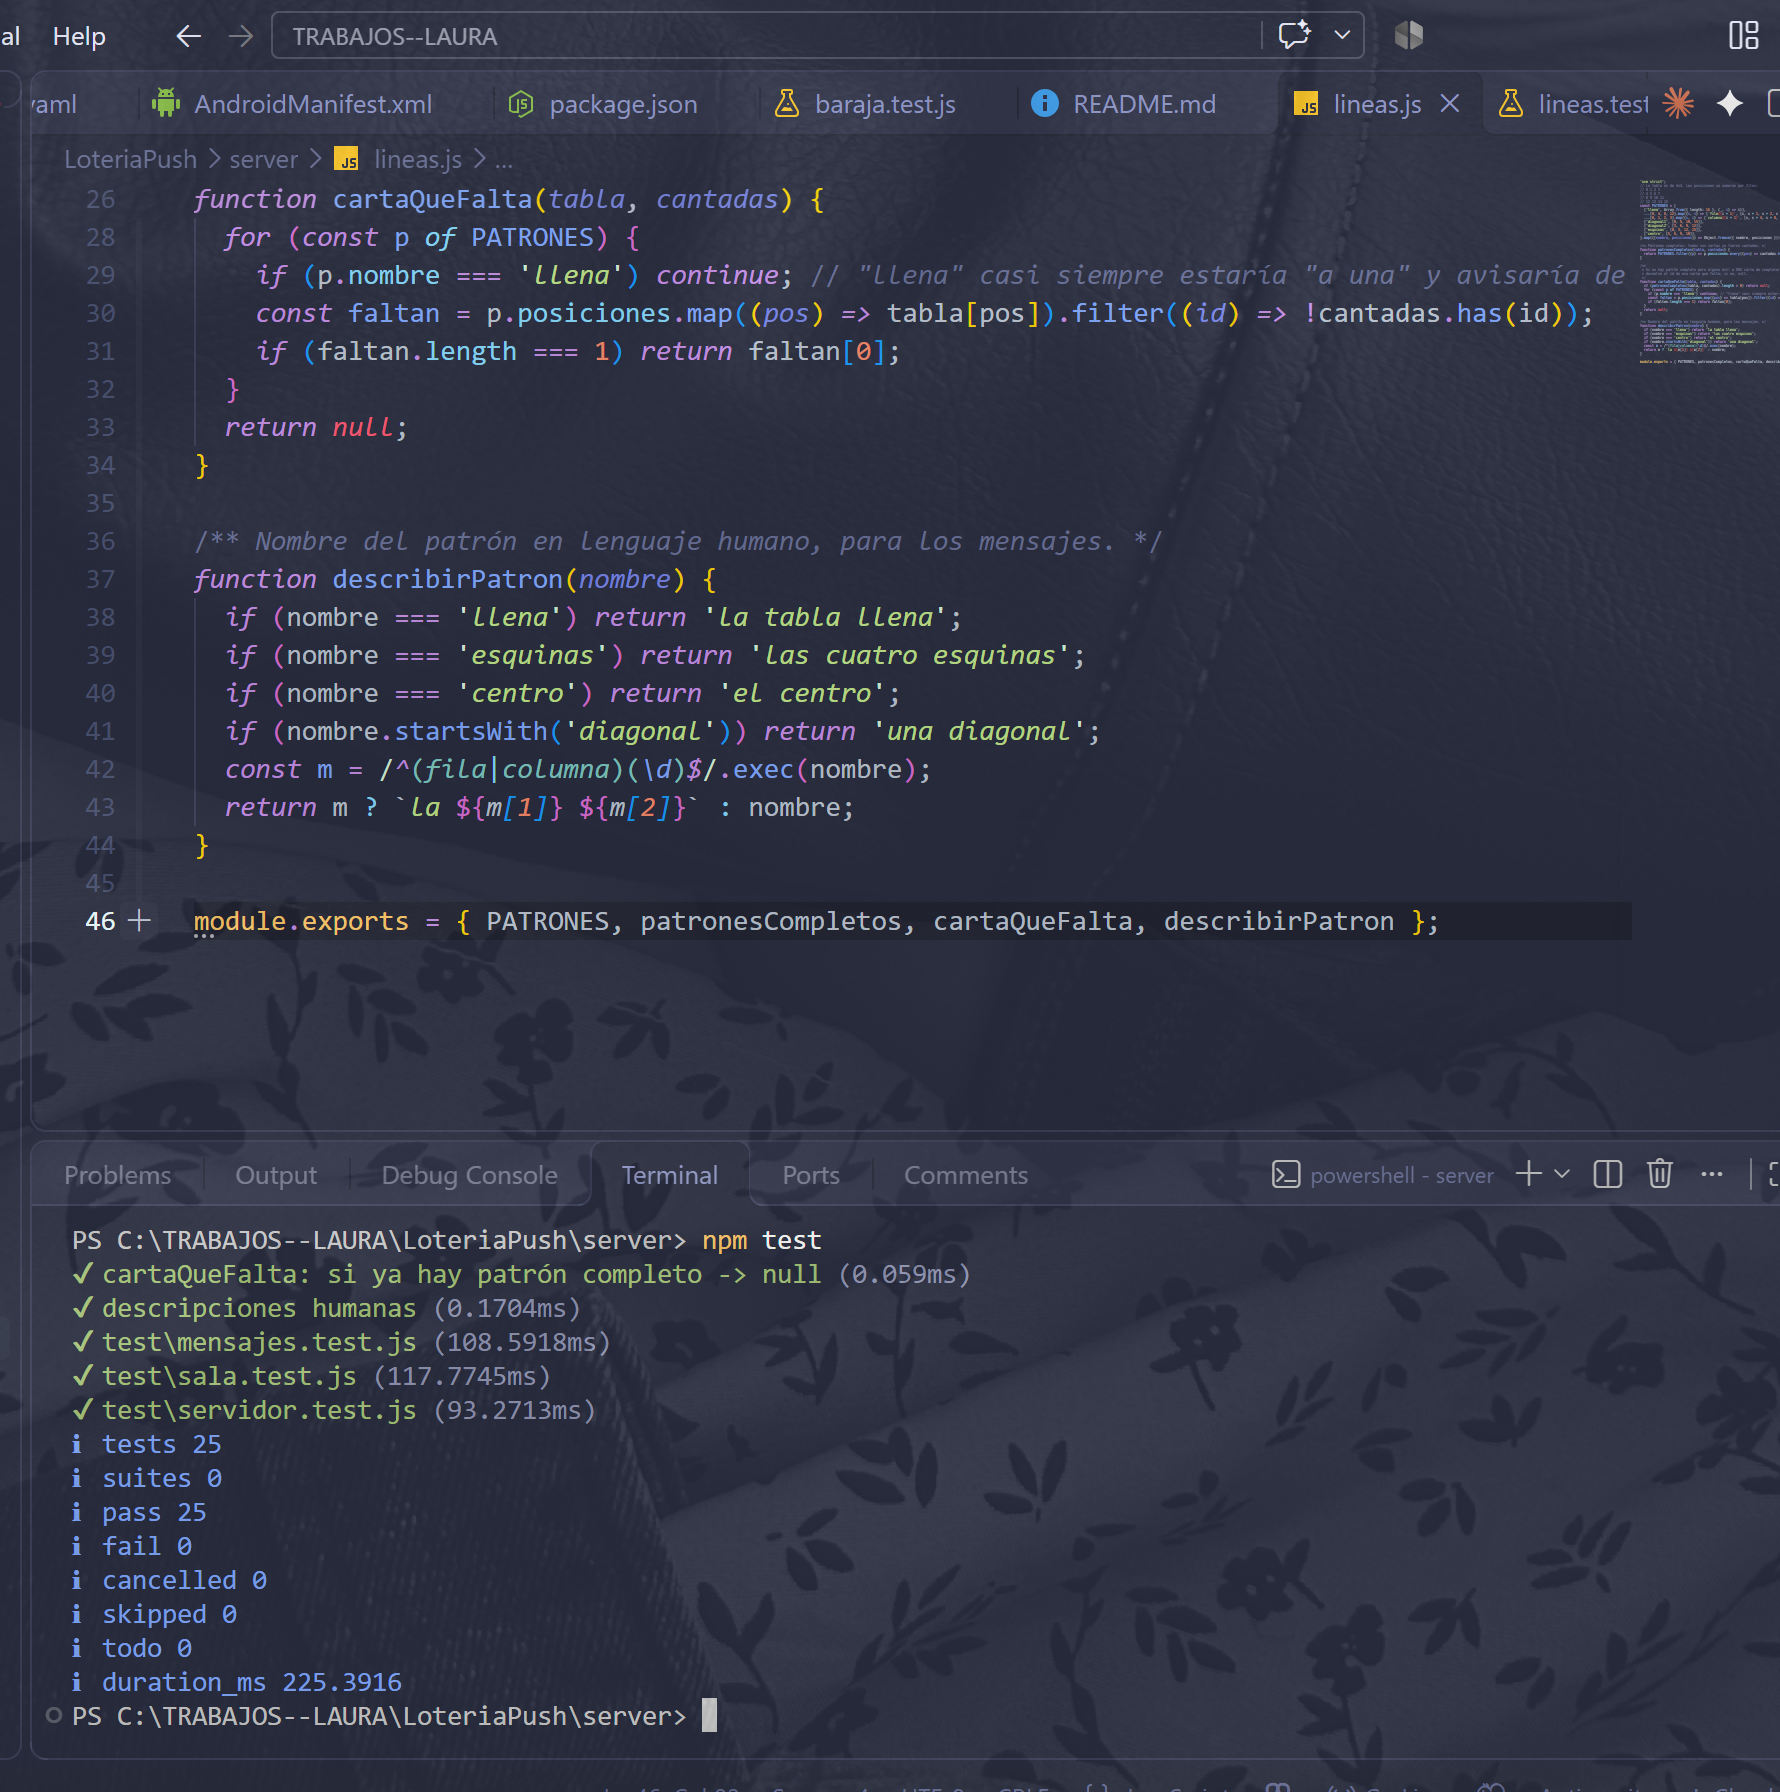 al Help TRABAJOS--LAURA
yaml AndroidManifest.xml package.json baraja.test.js README.md lineas.js lineas.test
LoteriaPush > server > lineas.js > ...
26 function cartaQueFalta(tabla, cantadas) {
28 for (const p of PATRONES) {
29 if (p.nombre === 'llena') continue; // "llena" casi siempre estaría "a una" y avisaría de
30 const faltan = p.posiciones.map((pos) => tabla[pos]).filter((id) => !cantadas.has(id));
31 if (faltan.length === 1) return faltan[0];
32 }
33 return null;
34 }
35
36 /** Nombre del patrón en lenguaje humano, para los mensajes. */
37 function describirPatron(nombre) {
38 if (nombre === 'llena') return 'la tabla llena';
39 if (nombre === 'esquinas') return 'las cuatro esquinas';
40 if (nombre === 'centro') return 'el centro';
41 if (nombre.startsWith('diagonal')) return 'una diagonal';
42 const m = /^(fila|columna)(\d)$/.exec(nombre);
43 return m ? `la ${m[1]} ${m[2]}` : nombre;
44 }
45
46 module.exports = { PATRONES, patronesCompletos, cartaQueFalta, describirPatron };
Problems Output Debug Console Terminal Ports Comments powershell - server
PS C:\TRABAJOS--LAURA\LoteriaPush\server> npm test
✓ cartaQueFalta: si ya hay patrón completo -> null (0.059ms)
✓ descripciones humanas (0.1704ms)
✓ test\mensajes.test.js (108.5918ms)
✓ test\sala.test.js (117.7745ms)
✓ test\servidor.test.js (93.2713ms)
ℹ tests 25
ℹ suites 0
ℹ pass 25
ℹ fail 0
ℹ cancelled 0
ℹ skipped 0
ℹ todo 0
ℹ duration_ms 225.3916
PS C:\TRABAJOS--LAURA\LoteriaPush\server>